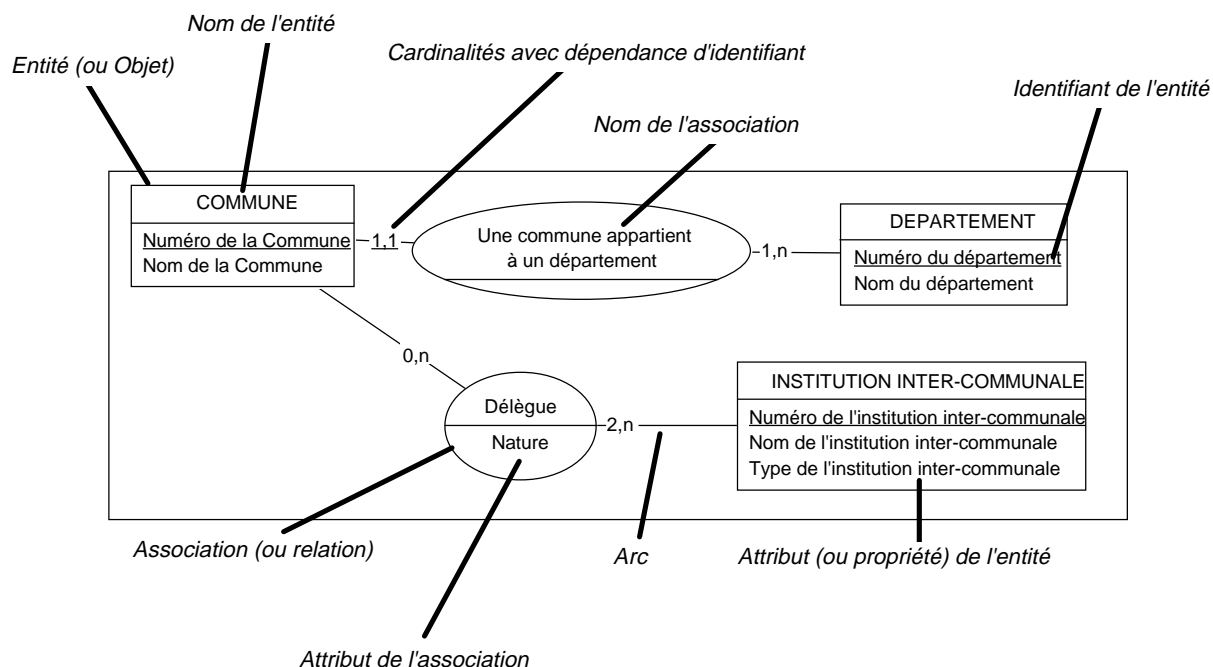 Nom de l'entité
Entité (ou Objet)
Cardinalités avec dépendance d'identifiant
Identifiant de l'entité
Nom de l'association
COMMUNE
Numéro de la Commune
Nom de la Commune
1,1
Une commune appartient
à un département
1,n
DEPARTEMENT
Numéro du département
Nom du département
0,n
Délègue
Nature
2,n
INSTITUTION INTER-COMMUNALE
Numéro de l'institution inter-communale
Nom de l'institution inter-communale
Type de l'institution inter-communale
Association (ou relation)
Arc
Attribut (ou propriété) de l'entité
Attribut de l'association